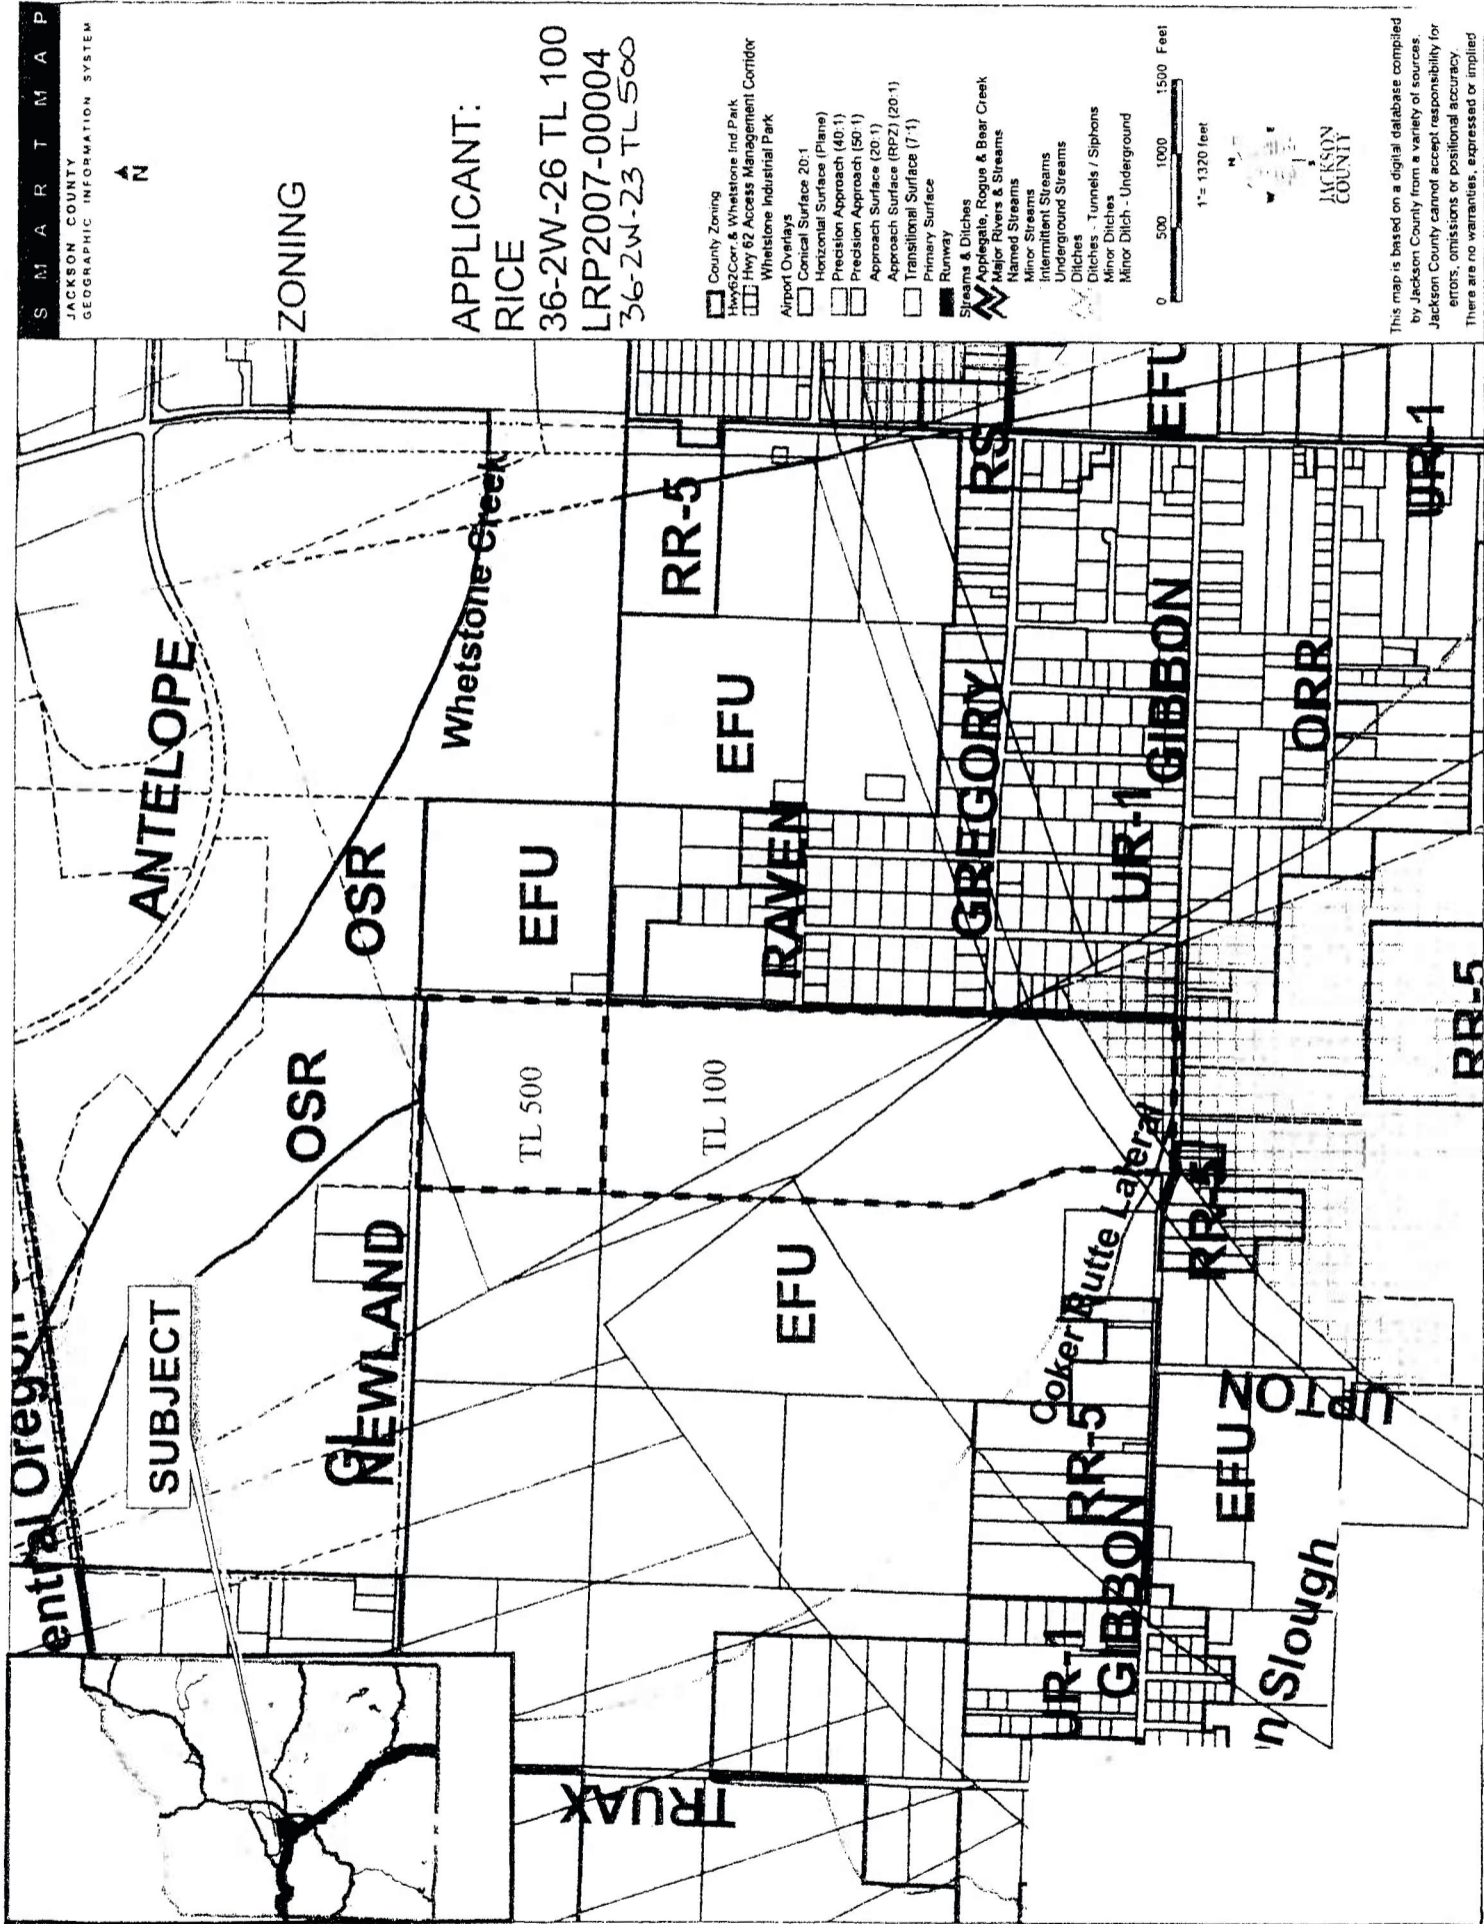 SMARTMAP
JACKSON COUNTY
GEOGRAPHIC INFORMATION SYSTEM
N
ZONING
APPLICANT:
RICE
36-2W-26 TL 100
LRP2007-00004
36-2W-23 TL 500
County Zoning
Hwy62Corr.& Whetstone Ind.Park
Hwy 62 Access Management Corridor
Whetstone Industrial Park
Airport Overlays
Conical Surface 20:1
Horizontal Surface (Plane)
Precision Approach (40:1)
Precision Approach (50:1)
Approach Surface (20:1)
Approach Surface (RPZ) (20:1)
Transitional Surface (7:1)
Primary Surface
Runway
Streams & Ditches
Applegate, Rogue & Bear Creek
Major Rivers & Streams
Named Streams
Minor Streams
Intermittent Streams
Underground Streams
Ditches
Ditches - Tunnels / Siphons
Minor Ditches
Minor Ditch - Underground
0 500 1000 1500 Feet
1"= 1320 feet
N
W E
S
JACKSON
COUNTY
This map is based on a digital database compiled
by Jackson County from a variety of sources.
Jackson County cannot accept responsibility for
errors, omissions or positional accuracy.
There are no warranties, expressed or implied
entral Oregon
SUBJECT
ANTELOPE
OSR
OSR
Whetstone Creek
GI
NEWLAND
TL 500
EFU
TL 100
EFU
RR-5
EFU
RAVEN
TRUAX
GREGORY
RS
UR-1
RR-5
Coker Butte Lateral
UR-1
GIBBON
GIBBON
EFU
RR-5
EFU
UPTON
ORR
n Slough
RR-5
UR-1